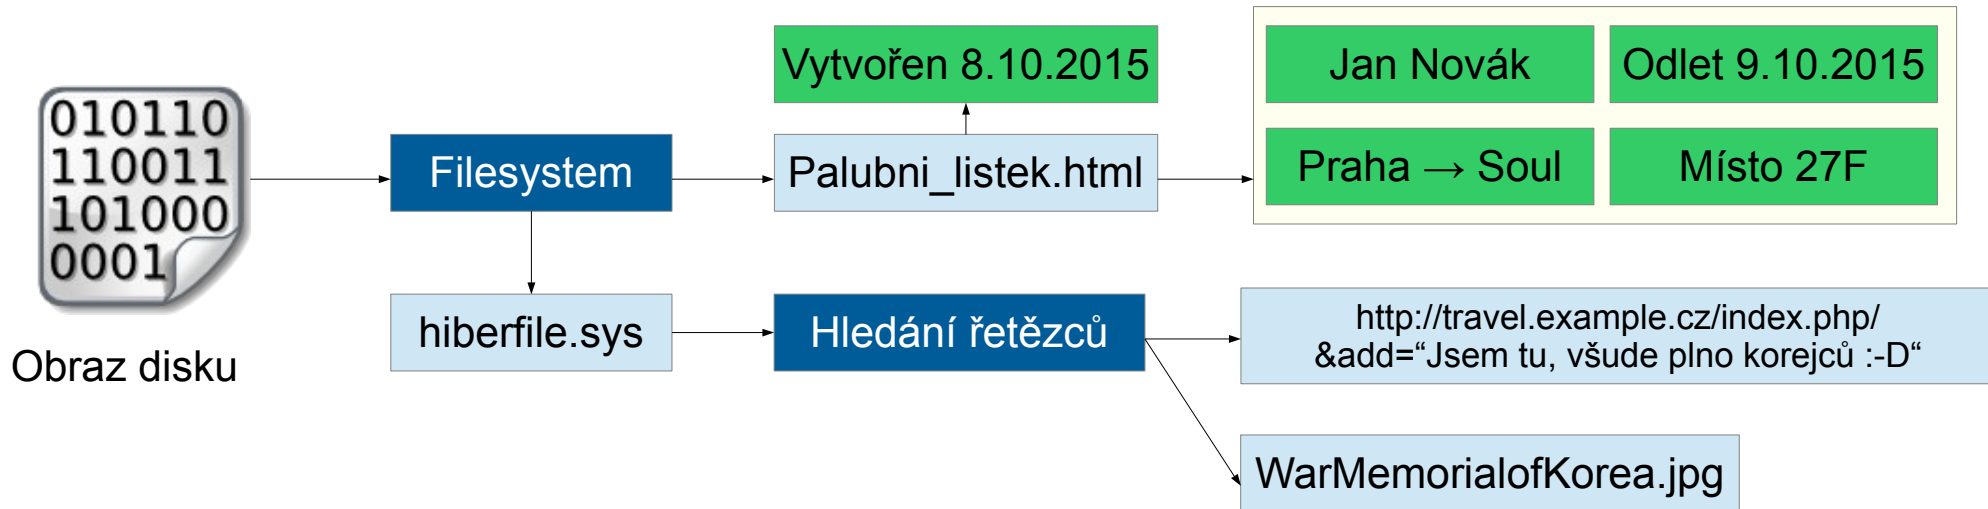 010110
110011
101000
0001
Obraz disku
Filesystem
hiberfile.sys
Vytvořen 8.10.2015
Palubni_listek.html
Hledání řetězců
Jan Novák
Odlet 9.10.2015
Praha → Soul
Místo 27F
http://travel.example.cz/index.php/
&add=“Jsem tu, všude plno korejců :-D“
WarMemorialofKorea.jpg